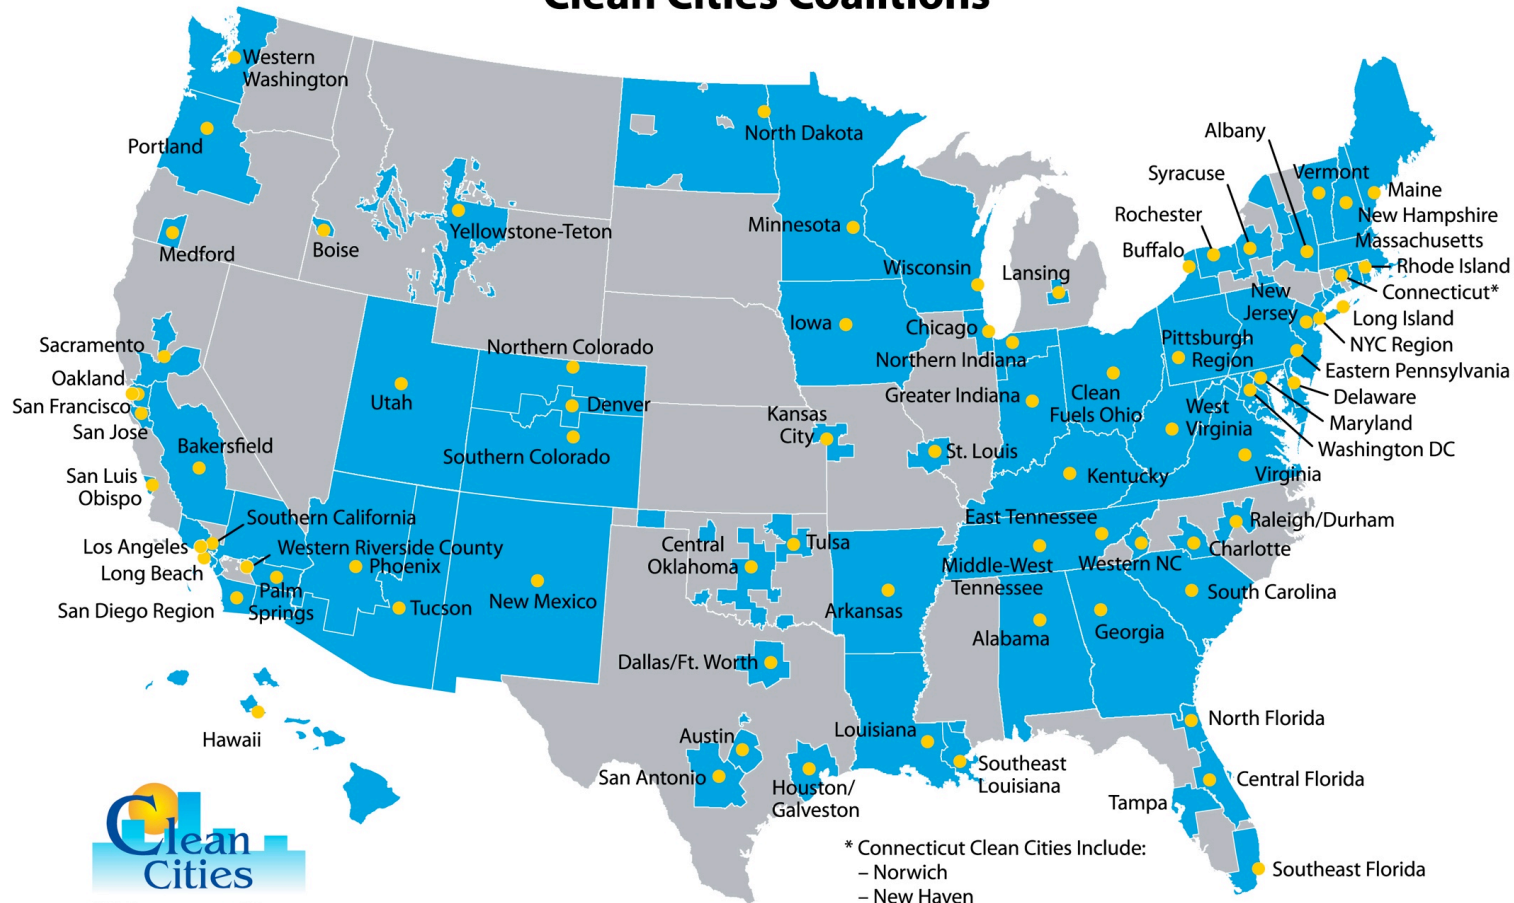 Clean Cities Coalitions
Western
Washington
Portland
Medford
Boise
Yellowstone-Teton
North Dakota
Minnesota
Wisconsin
Lansing
Iowa
Chicago
Northern Indiana
Greater Indiana
Clean
Fuels Ohio
Albany
Syracuse
Rochester
Buffalo
Vermont
Maine
New Hampshire
Massachusetts
Rhode Island
Connecticut*
Long Island
NYC Region
New
Jersey
Pittsburgh
Region
Eastern Pennsylvania
Delaware
Maryland
Washington DC
West
Virginia
Virginia
Kentucky
Sacramento
Oakland
San Francisco
San Jose
Bakersfield
San Luis
Obispo
Southern California
Los Angeles
Long Beach
Western Riverside County
San Diego Region
Palm
Springs
Phoenix
Tucson
Utah
Northern Colorado
Denver
Southern Colorado
New Mexico
Kansas
City
St. Louis
Central
Oklahoma
Tulsa
Arkansas
East Tennessee
Middle-West
Tennessee
Western NC
Raleigh/Durham
Charlotte
South Carolina
Georgia
Alabama
Dallas/Ft. Worth
Austin
San Antonio
Houston/
Galveston
Louisiana
Southeast
Louisiana
North Florida
Central Florida
Tampa
Southeast Florida
Hawaii
Clean
Cities
* Connecticut Clean Cities Include:
– Norwich
– New Haven